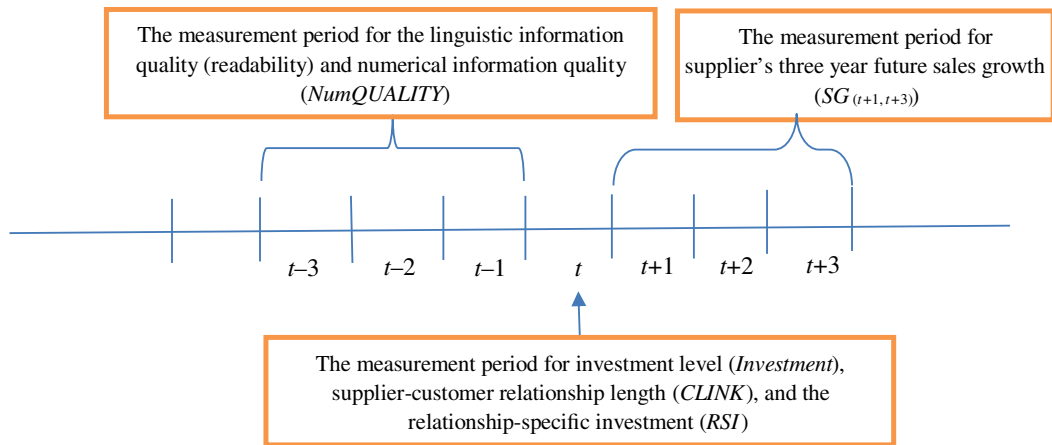 The measurement period for the linguistic information
quality (readability) and numerical information quality
(NumQUALITY)
The measurement period for
supplier’s three year future sales growth
(SG (t+1, t+3))
t–3 t–2 t–1 t t+1 t+2 t+3
The measurement period for investment level (Investment),
supplier-customer relationship length (CLINK), and the
relationship-specific investment (RSI)